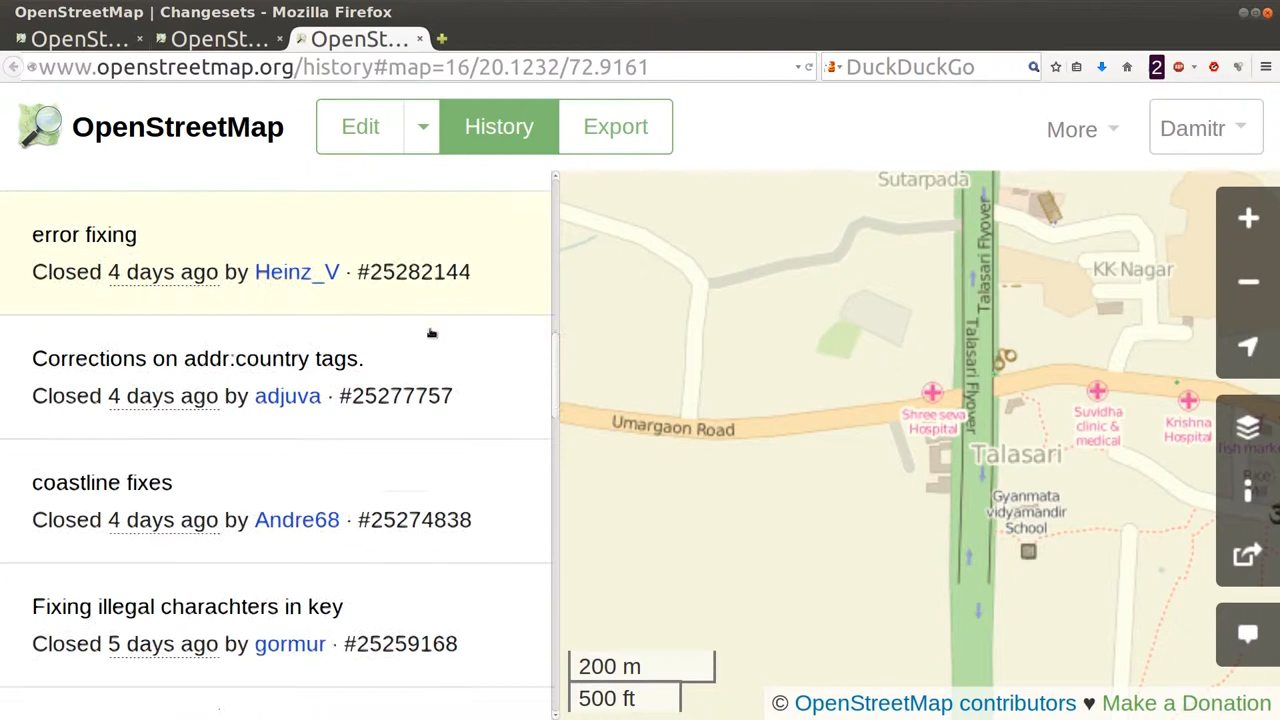 OpenStreetMap | Changesets - Mozilla Firefox
OpenSt... × OpenSt... × OpenSt... ×
www.openstreetmap.org/history#map=16/20.1232/72.9161
DuckDuckGo
2
OpenStreetMap
Edit
History
Export
More
Damitr
error fixing
Closed 4 days ago by Heinz_V · #25282144
Corrections on addr:country tags.
Closed 4 days ago by adjuva · #25277757
coastline fixes
Closed 4 days ago by Andre68 · #25274838
Fixing illegal charachters in key
Closed 5 days ago by gormur · #25259168
Sutarpada
Talasari Flyover
KK Nagar
Talasari Flyover
Umargaon Road
Shree seva
Hospital
Suvidha
clinic &
medical
Krishna
Hospital
Talasari
Gyanmata
vidyamandir
School
200 m
500 ft
© OpenStreetMap contributors ♥ Make a Donation